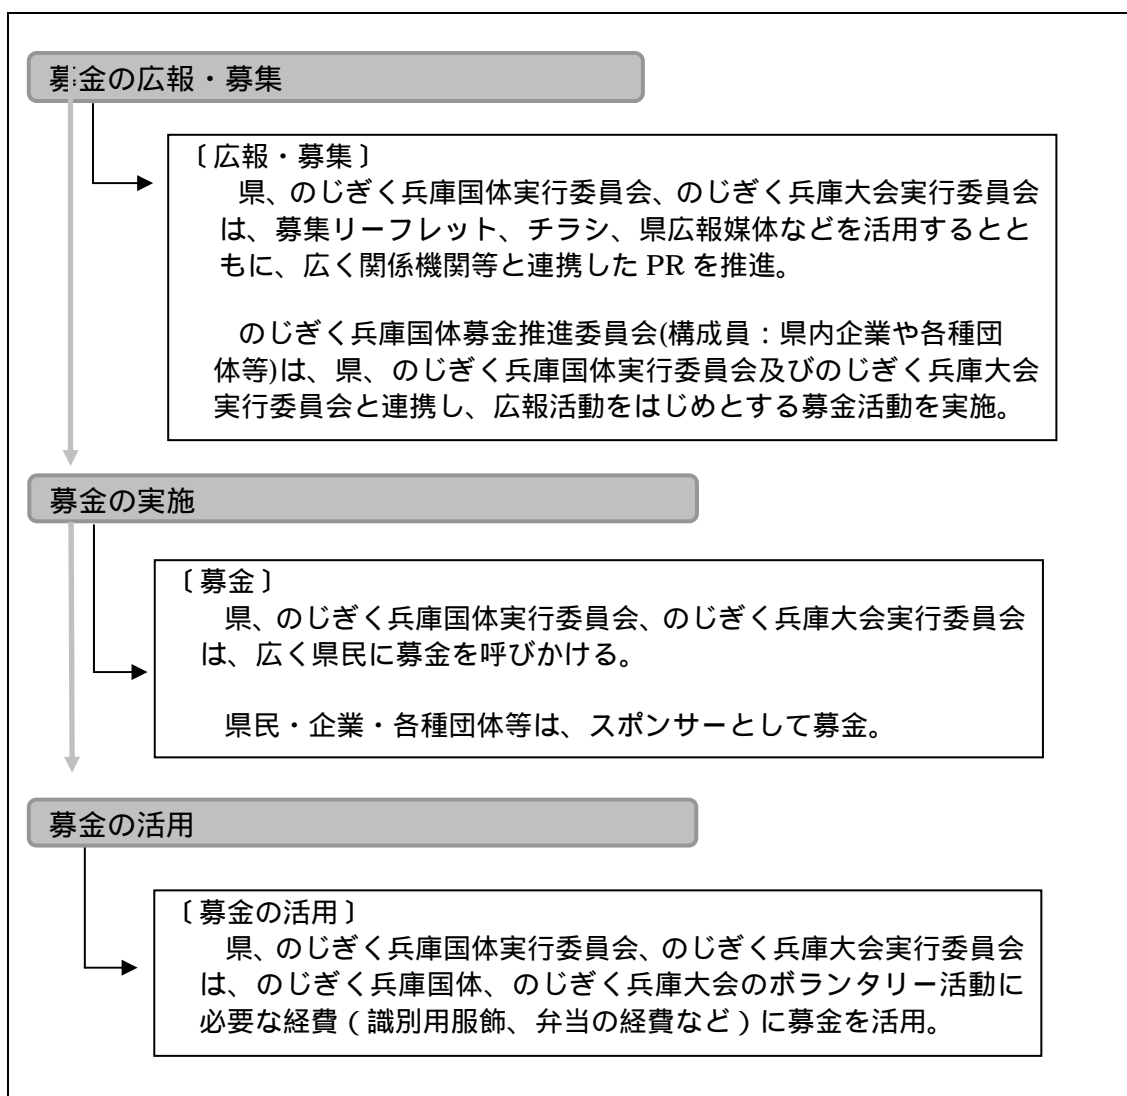 募金の広報・募集
〔広報・募集〕
県、のじぎく兵庫国体実行委員会、のじぎく兵庫大会実行委員会
は、募集リーフレット、チラシ、県広報媒体などを活用するとと
もに、広く関係機関等と連携した PR を推進。
のじぎく兵庫国体募金推進委員会(構成員：県内企業や各種団
体等)は、県、のじぎく兵庫国体実行委員会及びのじぎく兵庫大会
実行委員会と連携し、広報活動をはじめとする募金活動を実施。
募金の実施
〔募金〕
県、のじぎく兵庫国体実行委員会、のじぎく兵庫大会実行委員会
は、広く県民に募金を呼びかける。
県民・企業・各種団体等は、スポンサーとして募金。
募金の活用
〔募金の活用〕
県、のじぎく兵庫国体実行委員会、のじぎく兵庫大会実行委員会
は、のじぎく兵庫国体、のじぎく兵庫大会のボランタリー活動に
必要な経費（識別用服飾、弁当の経費など）に募金を活用。